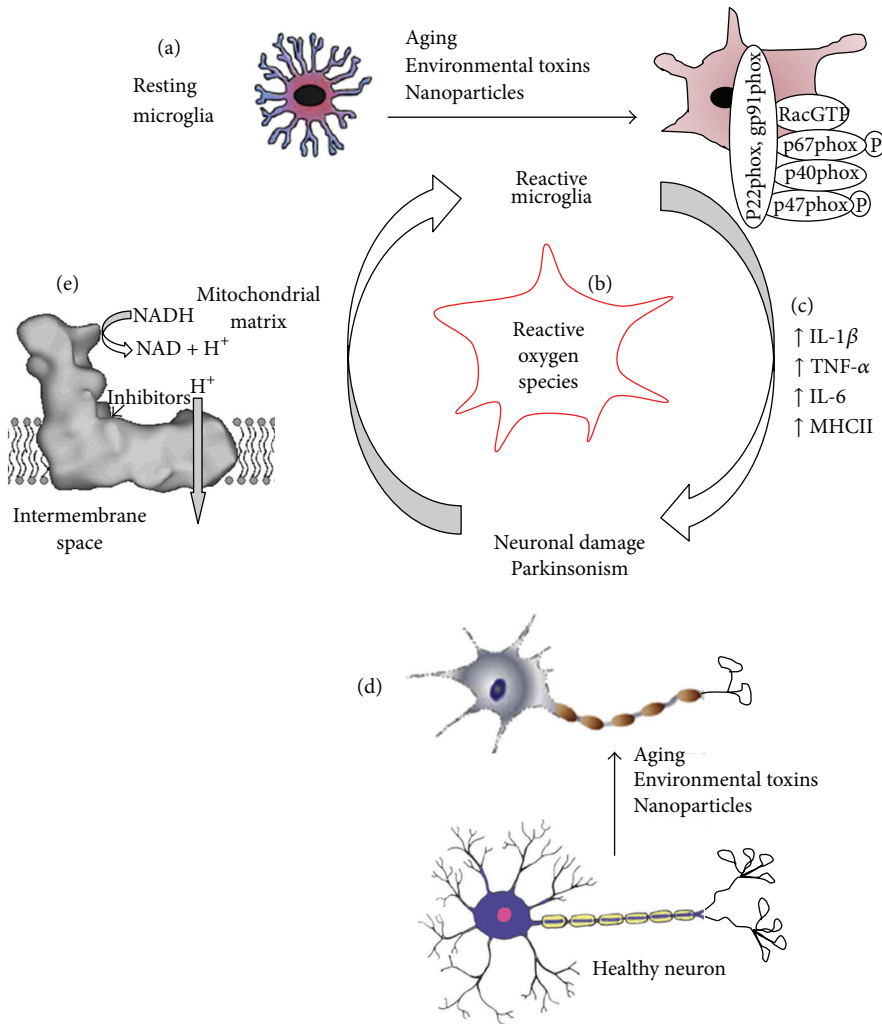 (a)
Resting
microglia
Aging
Environmental toxins
Nanoparticles
P22phox, gp91phox
RacGTP
p67phox P
p40phox
p47phox P
Reactive
microglia
(b)
Reactive
oxygen
species
(c)
↑ IL-1β
↑ TNF-α
↑ IL-6
↑ MHCII
(e)
NADH
Mitochondrial
matrix
NAD + H⁺
Inhibitors
H⁺
Intermembrane
space
Neuronal damage
Parkinsonism
(d)
Aging
Environmental toxins
Nanoparticles
Healthy neuron